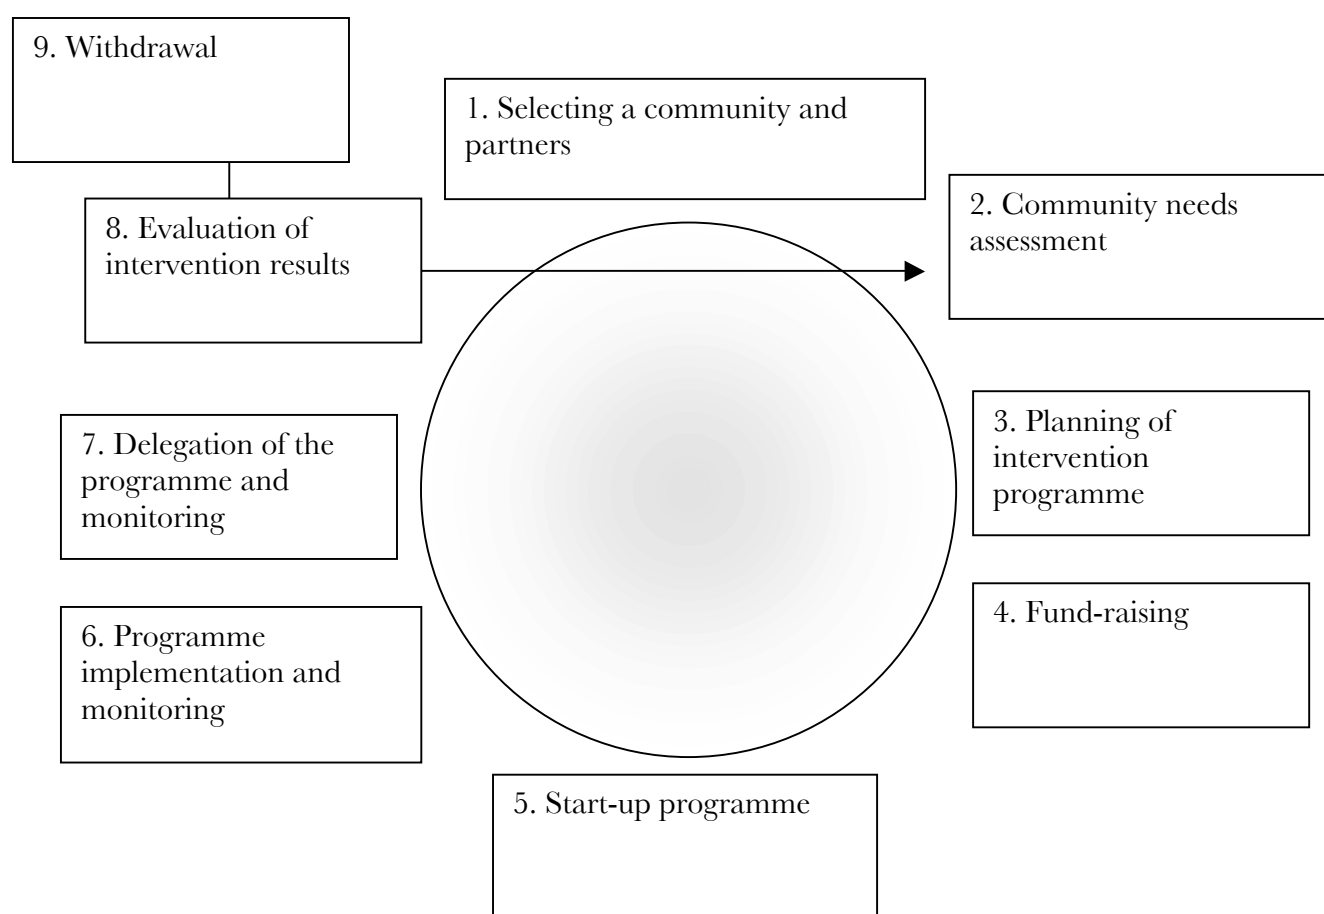 9. Withdrawal
1. Selecting a community and
partners
2. Community needs
assessment
8. Evaluation of
intervention results
3. Planning of
intervention
programme
7. Delegation of the
programme and
monitoring
4. Fund-raising
6. Programme
implementation and
monitoring
5. Start-up programme